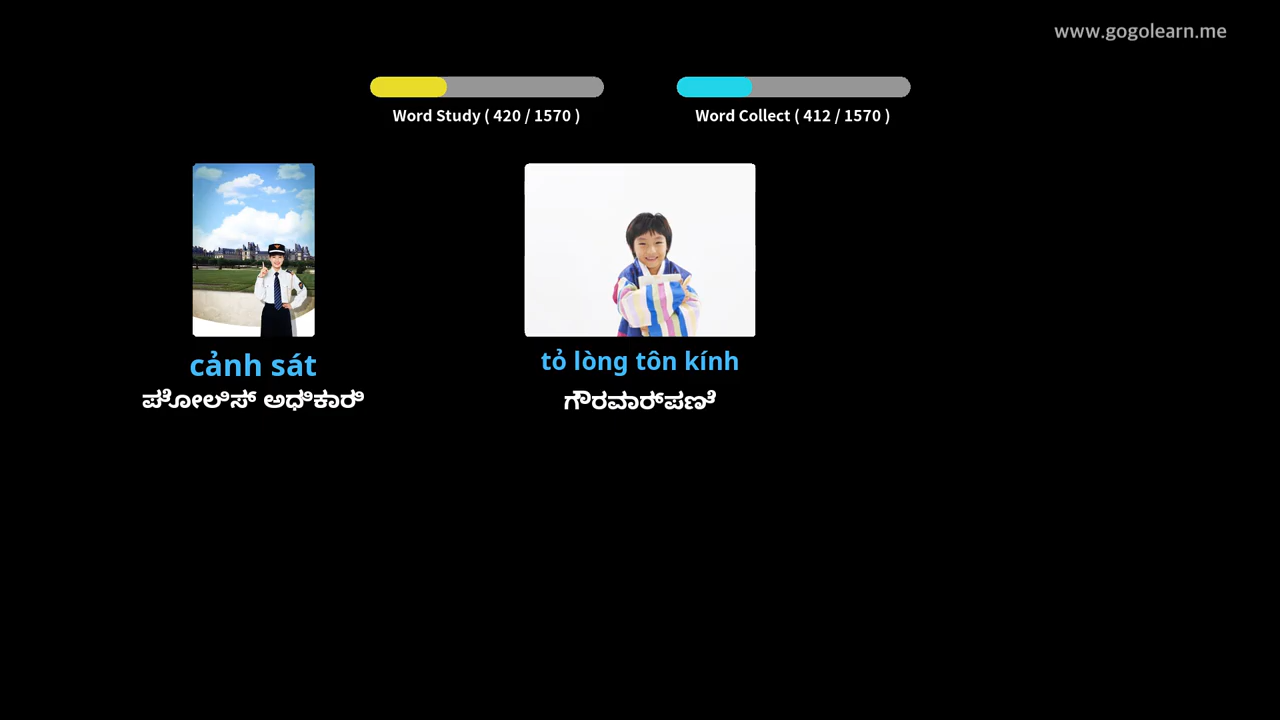 www.gogolearn.me
Word Study ( 420 / 1570 )
Word Collect ( 412 / 1570 )
cảnh sát
ಪೊಲೀಸ್ ಅಧಿಕಾರಿ
tỏ lòng tôn kính
ಗೌರವಾರ್ಪಣೆ